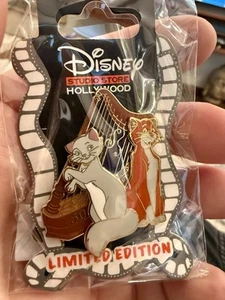 Disney
STUDIO STORE
HOLLYWOOD
LIMITED EDITION